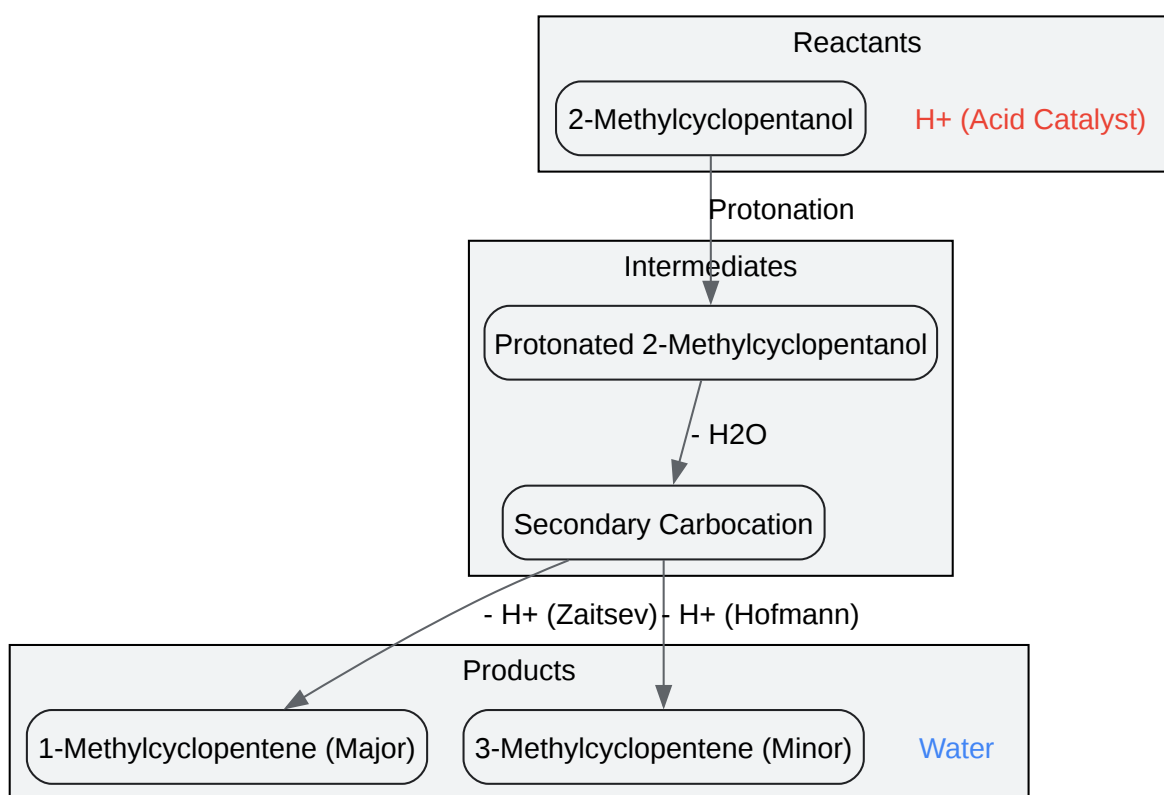 Reactants
2-Methylcyclopentanol
H+ (Acid Catalyst)
Protonation
Intermediates
Protonated 2-Methylcyclopentanol
- H2O
Secondary Carbocation
- H+ (Zaitsev)
- H+ (Hofmann)
Products
1-Methylcyclopentene (Major)
3-Methylcyclopentene (Minor)
Water